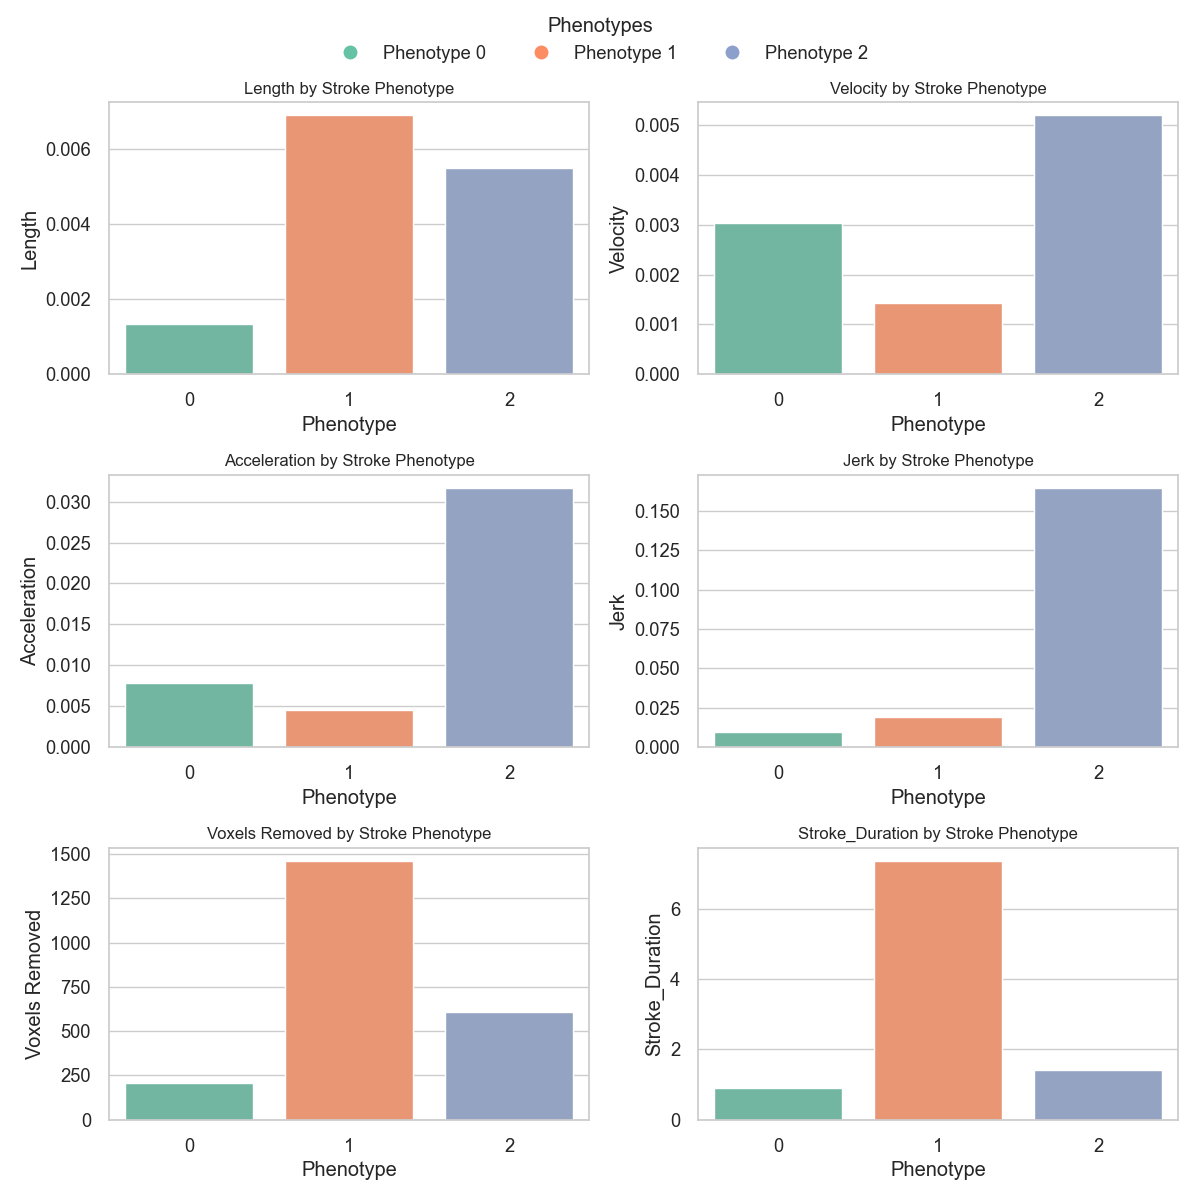 Phenotypes
Phenotype 0 Phenotype 1 Phenotype 2
Length by Stroke Phenotype
0.006
0.004
0.002
0.000
Length
0 1 2
Phenotype
Velocity by Stroke Phenotype
0.005
0.004
0.003
0.002
0.001
0.000
Velocity
0 1 2
Phenotype
Acceleration by Stroke Phenotype
0.030
0.025
0.020
0.015
0.010
0.005
0.000
Acceleration
0 1 2
Phenotype
Jerk by Stroke Phenotype
0.150
0.125
0.100
0.075
0.050
0.025
0.000
Jerk
0 1 2
Phenotype
Voxels Removed by Stroke Phenotype
1500
1250
1000
750
500
250
0
Voxels Removed
0 1 2
Phenotype
Stroke_Duration by Stroke Phenotype
6
4
2
0
Stroke_Duration
0 1 2
Phenotype